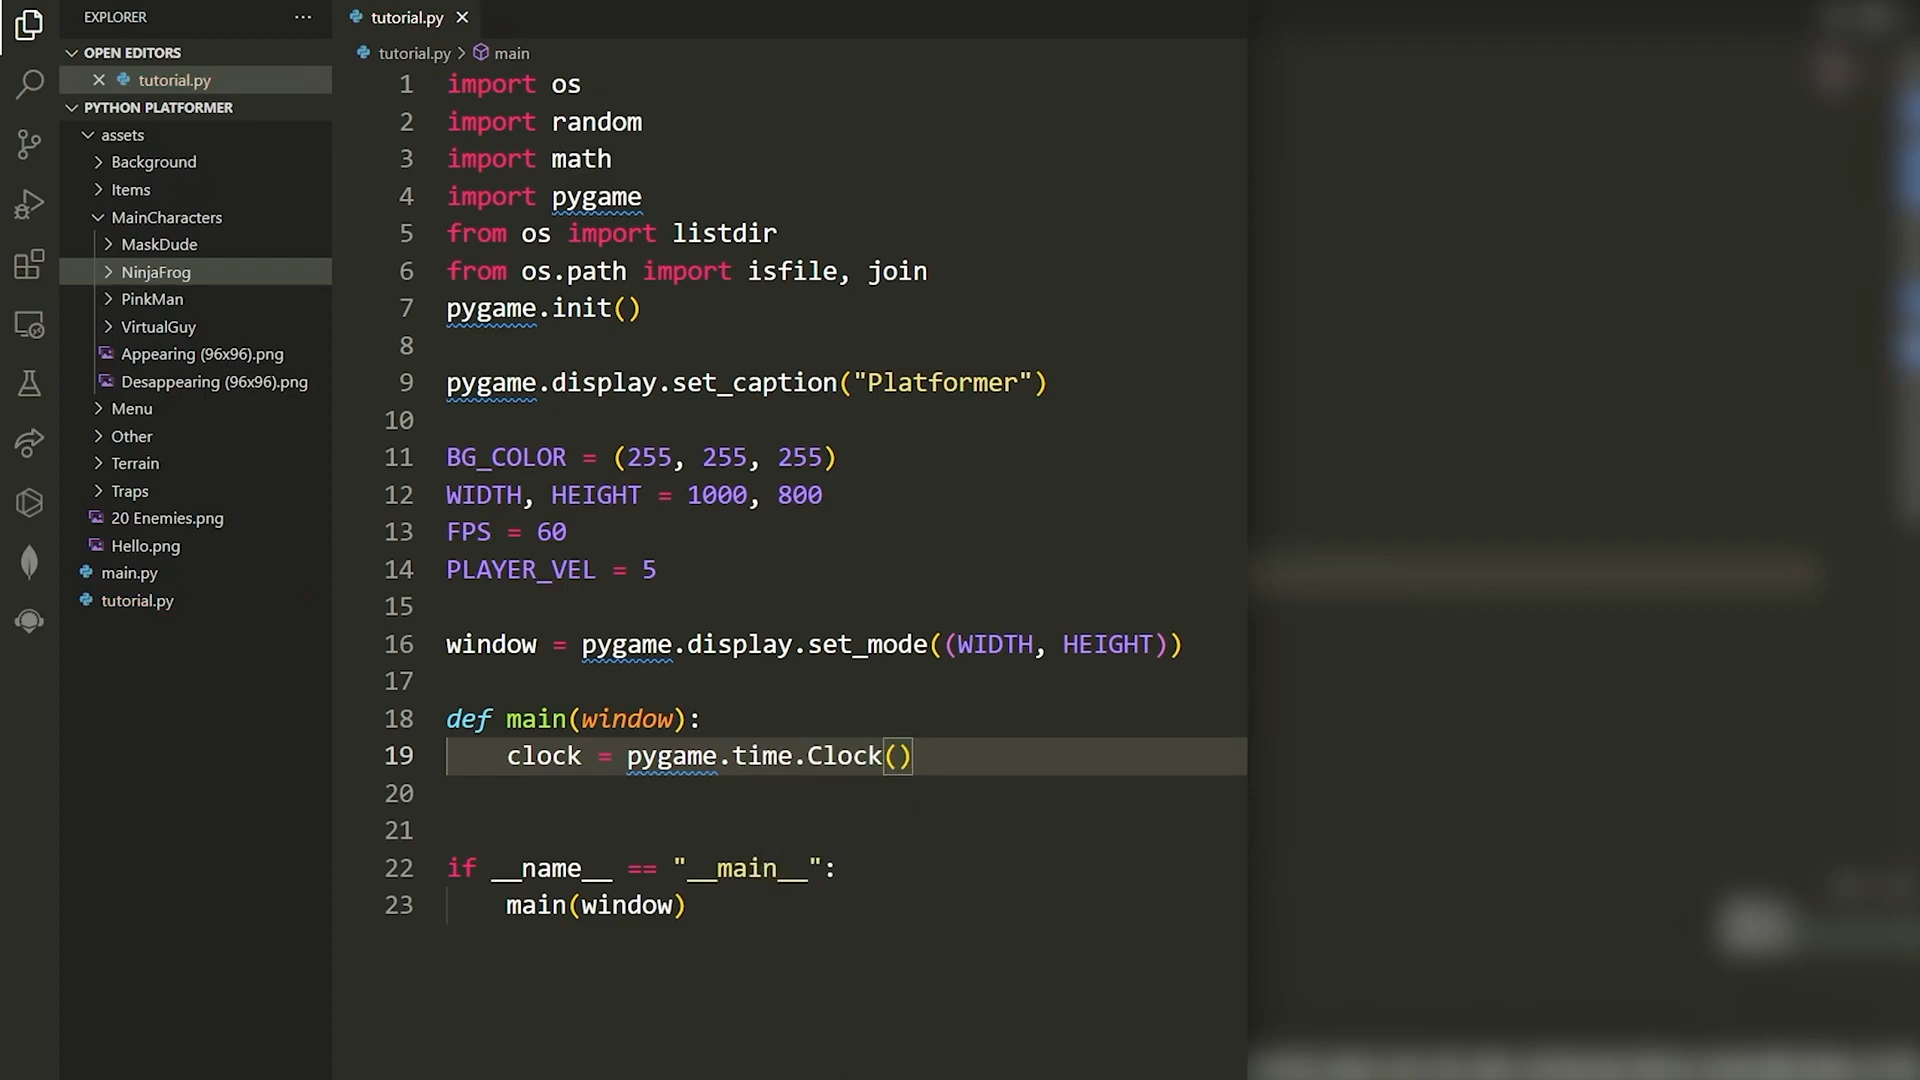 EXPLORER
OPEN EDITORS
tutorial.py
PYTHON PLATFORMER
assets
Background
Items
MainCharacters
MaskDude
NinjaFrog
PinkMan
VirtualGuy
Appearing (96x96).png
Desappearing (96x96).png
Menu
Other
Terrain
Traps
20 Enemies.png
Hello.png
main.py
tutorial.py
tutorial.py
tutorial.py > main
1 import os
2 import random
3 import math
4 import pygame
5 from os import listdir
6 from os.path import isfile, join
7 pygame.init()
8
9 pygame.display.set_caption("Platformer")
10
11 BG_COLOR = (255, 255, 255)
12 WIDTH, HEIGHT = 1000, 800
13 FPS = 60
14 PLAYER_VEL = 5
15
16 window = pygame.display.set_mode((WIDTH, HEIGHT))
17
18 def main(window):
19     clock = pygame.time.Clock()
20
21
22 if __name__ == "__main__":
23     main(window)